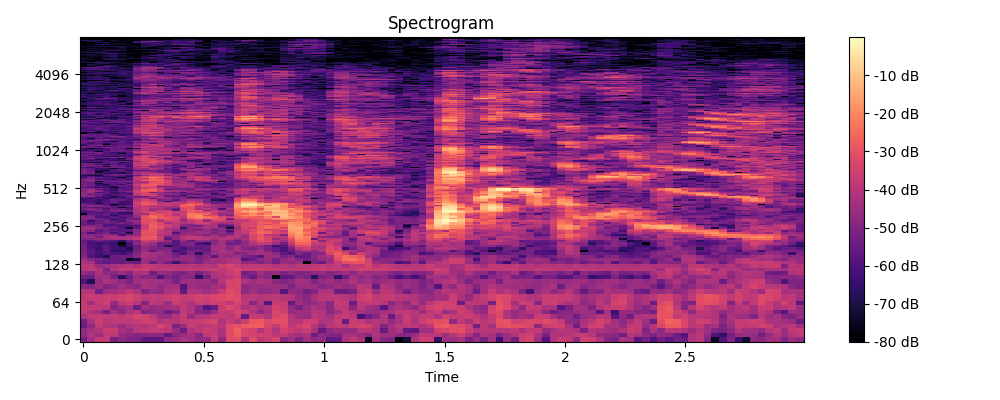 Spectrogram
Hz
4096
2048
1024
512
256
128
64
0
0
0.5
1
1.5
2
2.5
Time
-10 dB
-20 dB
-30 dB
-40 dB
-50 dB
-60 dB
-70 dB
-80 dB